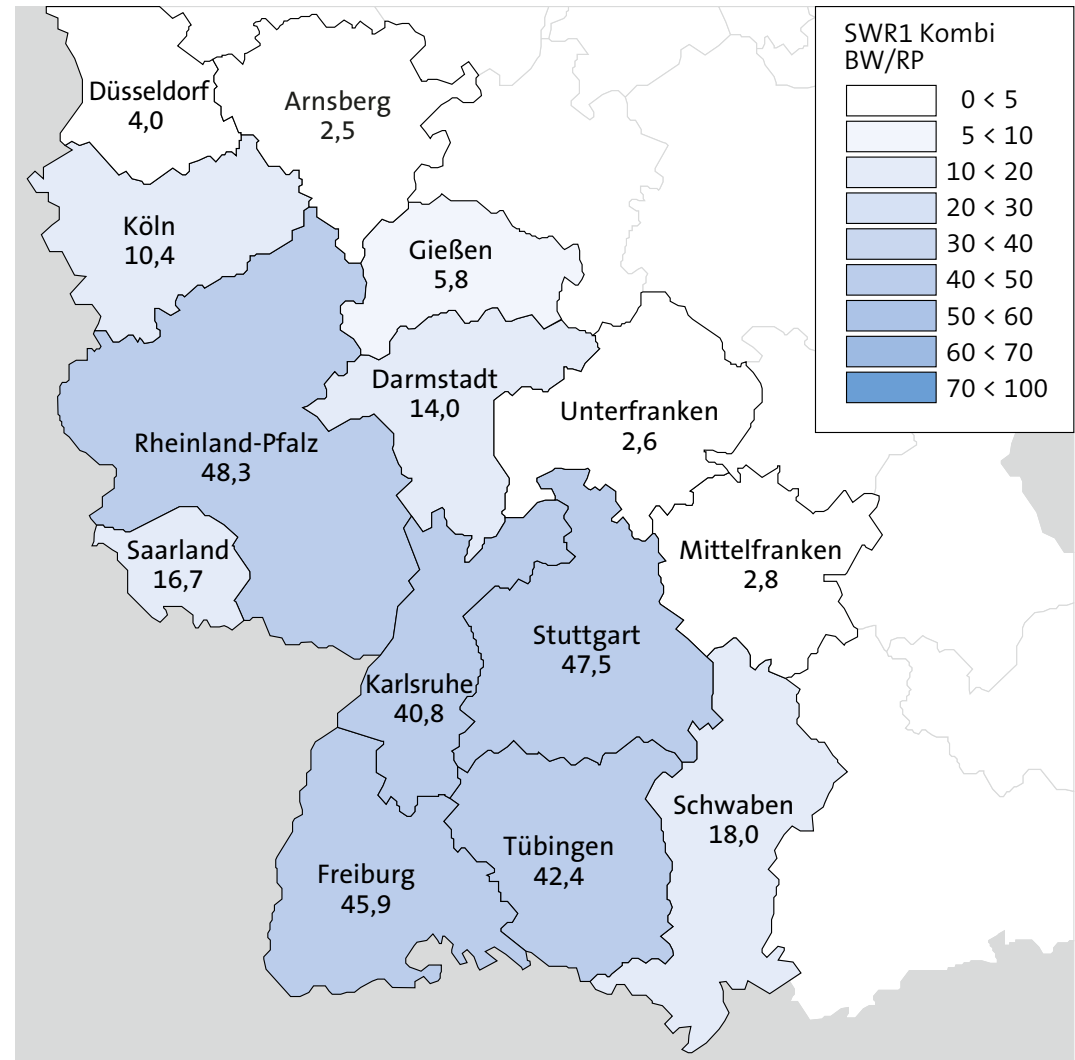 SWR1 Kombi
BW/RP
0 < 5
5 < 10
10 < 20
20 < 30
30 < 40
40 < 50
50 < 60
60 < 70
70 < 100
Düsseldorf
4,0
Arnsberg
2,5
Köln
10,4
Gießen
5,8
Darmstadt
14,0
Unterfranken
2,6
Rheinland-Pfalz
48,3
Saarland
16,7
Mittelfranken
2,8
Stuttgart
47,5
Karlsruhe
40,8
Schwaben
18,0
Tübingen
42,4
Freiburg
45,9